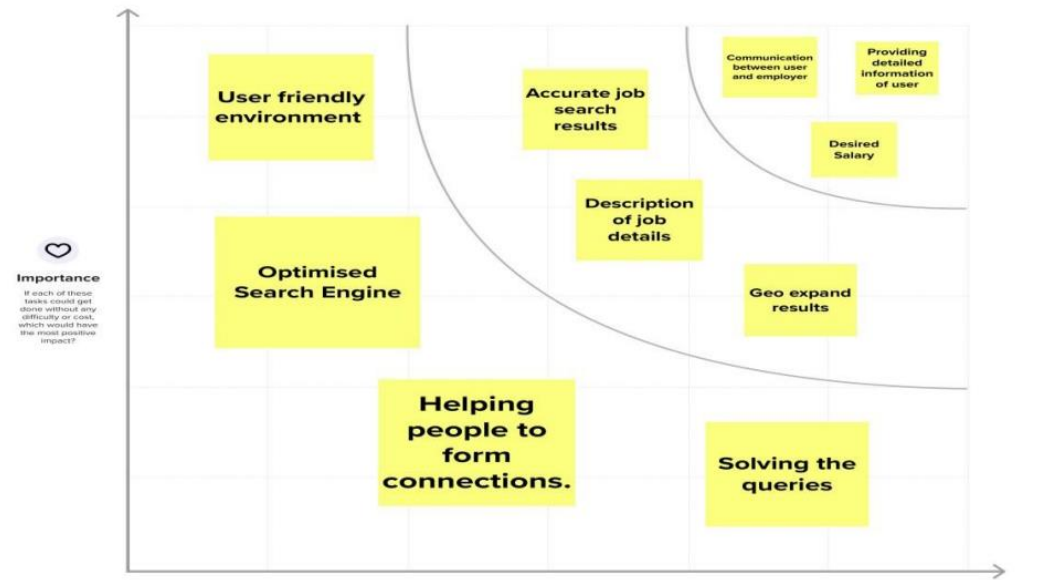 Communication
between user
and employer
Providing
detailed
information
of user
User friendly
environment
Accurate job
search
results
Desired
Salary
Description
of job
details
Optimised
Search Engine
Geo expand
results
Importance
If each of these
tasks could get
done without any
difficulty or cost,
which would have
the most positive
impact?
Helping
people to
form
connections.
Solving the
queries